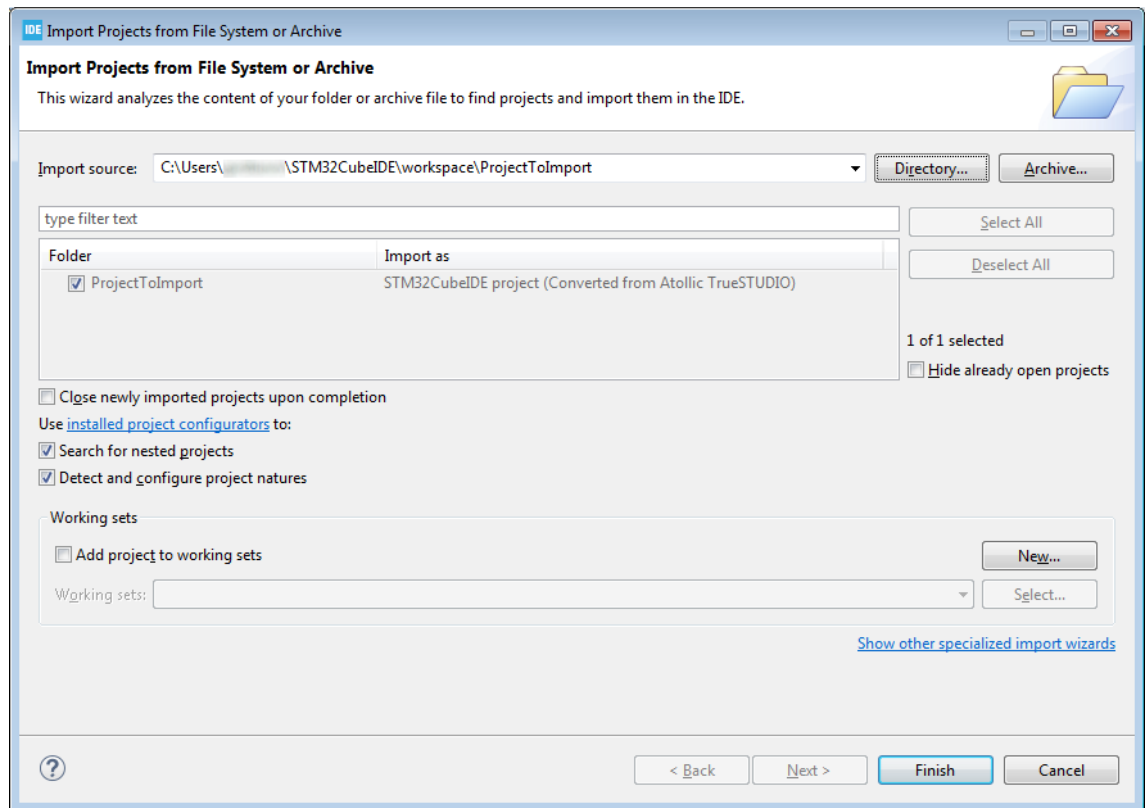 IDE Import Projects from File System or Archive
Import Projects from File System or Archive
This wizard analyzes the content of your folder or archive file to find projects and import them in the IDE.
Import source: C:\Users\ \STM32CubeIDE\workspace\ProjectToImport Directory... Archive...
type filter text Select All
Folder Import as Deselect All
ProjectToImport STM32CubeIDE project (Converted from Atollic TrueSTUDIO)
1 of 1 selected
Hide already open projects
Close newly imported projects upon completion
Use installed project configurators to:
Search for nested projects
Detect and configure project natures
Working sets
Add project to working sets New...
Working sets: Select...
Show other specialized import wizards
? < Back Next > Finish Cancel